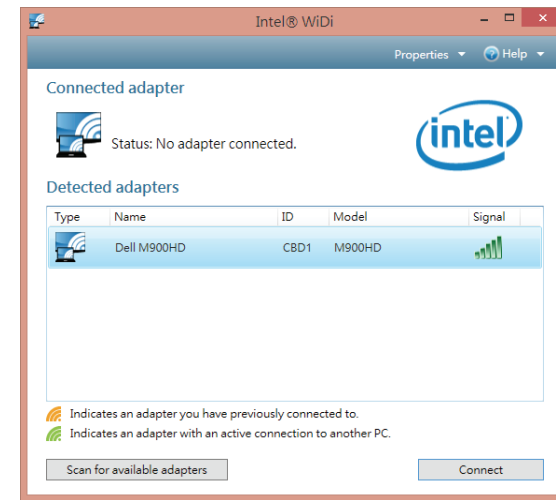 Intel® WiDi
Properties Help
Connected adapter
Status: No adapter connected.
intel
Detected adapters
Type Name ID Model Signal
Dell M900HD CBD1 M900HD
Indicates an adapter you have previously connected to.
Indicates an adapter with an active connection to another PC.
Scan for available adapters Connect